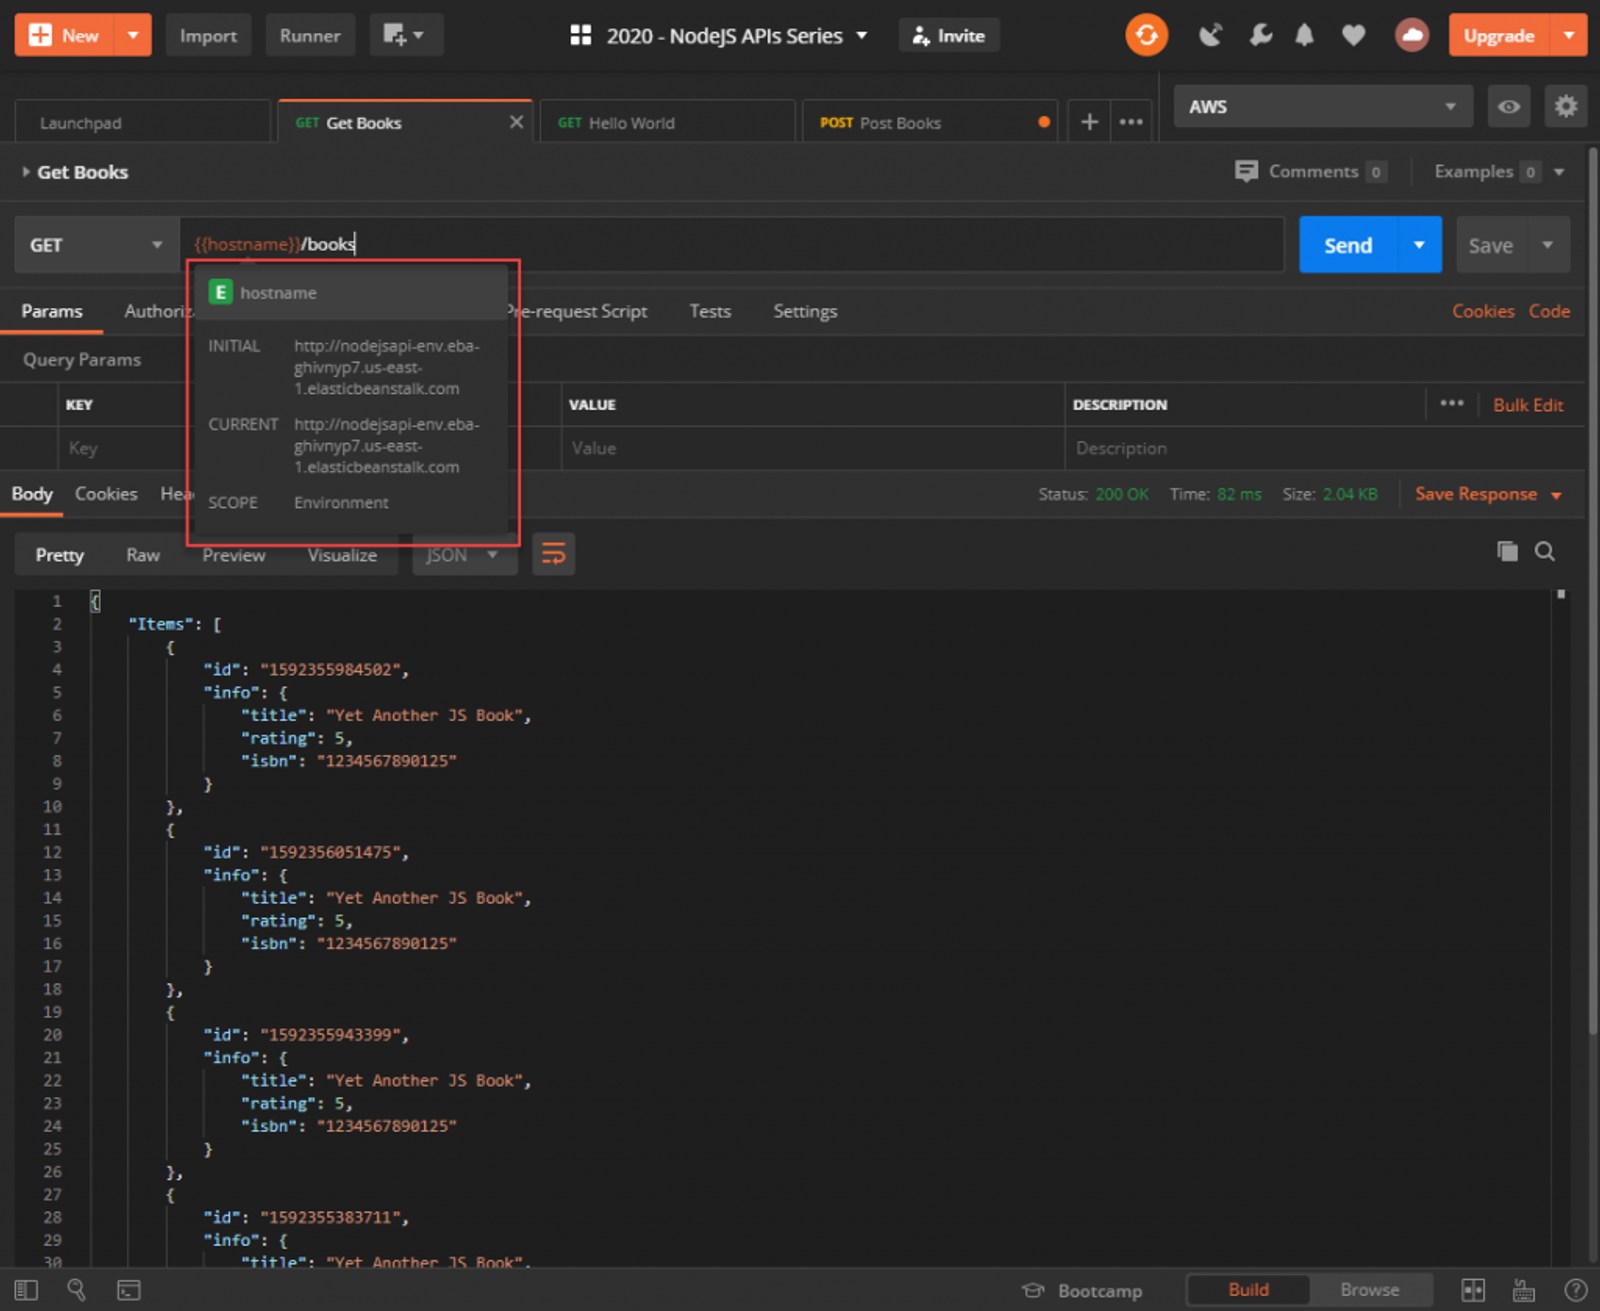 New Import Runner 2020 - NodeJS APIs Series Invite Upgrade
Launchpad GET Get Books GET Hello World POST Post Books AWS
Get Books Comments 0 Examples 0
GET {{hostname}}/books Send Save
E hostname
Params Authoriz Pre-request Script Tests Settings Cookies Code
INITIAL http://nodejsapi-env.eba-
ghivnyp7.us-east-
1.elasticbeanstalk.com
Query Params
KEY VALUE DESCRIPTION Bulk Edit
CURRENT http://nodejsapi-env.eba-
ghivnyp7.us-east-
1.elasticbeanstalk.com
Key Value Description
SCOPE Environment
Body Cookies Hea Status: 200 OK Time: 82 ms Size: 2.04 KB Save Response
Pretty Raw Preview Visualize JSON
1 {
2 "Items": [
3 {
4 "id": "1592355984502",
5 "info": {
6 "title": "Yet Another JS Book",
7 "rating": 5,
8 "isbn": "1234567890125"
9 }
10 },
11 {
12 "id": "1592356051475",
13 "info": {
14 "title": "Yet Another JS Book",
15 "rating": 5,
16 "isbn": "1234567890125"
17 }
18 },
19 {
20 "id": "1592355943399",
21 "info": {
22 "title": "Yet Another JS Book",
23 "rating": 5,
24 "isbn": "1234567890125"
25 }
26 },
27 {
28 "id": "1592355383711",
29 "info": {
30 "title": "Yet Another JS Book",
Bootcamp Build Browse